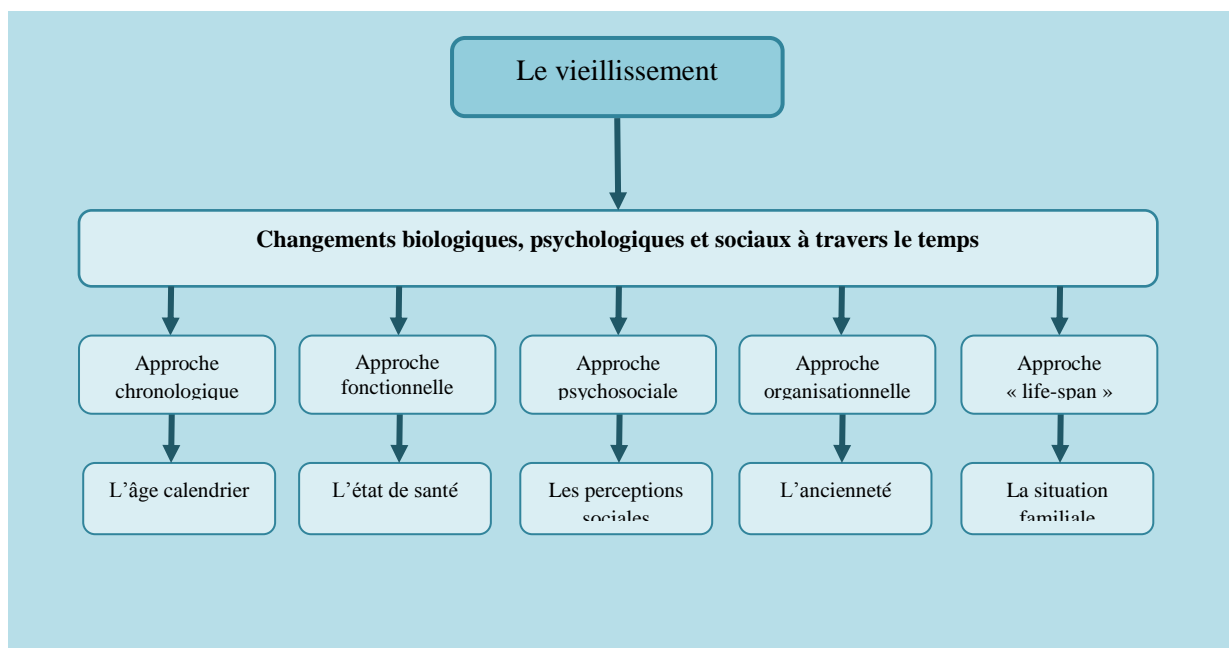 Le vieillissement
Changements biologiques, psychologiques et sociaux à travers le temps
Approche
chronologique
Approche
fonctionnelle
Approche
psychosociale
Approche
organisationnelle
Approche
« life-span »
L’âge calendrier
L’état de santé
Les perceptions
sociales
L’ancienneté
La situation
familiale